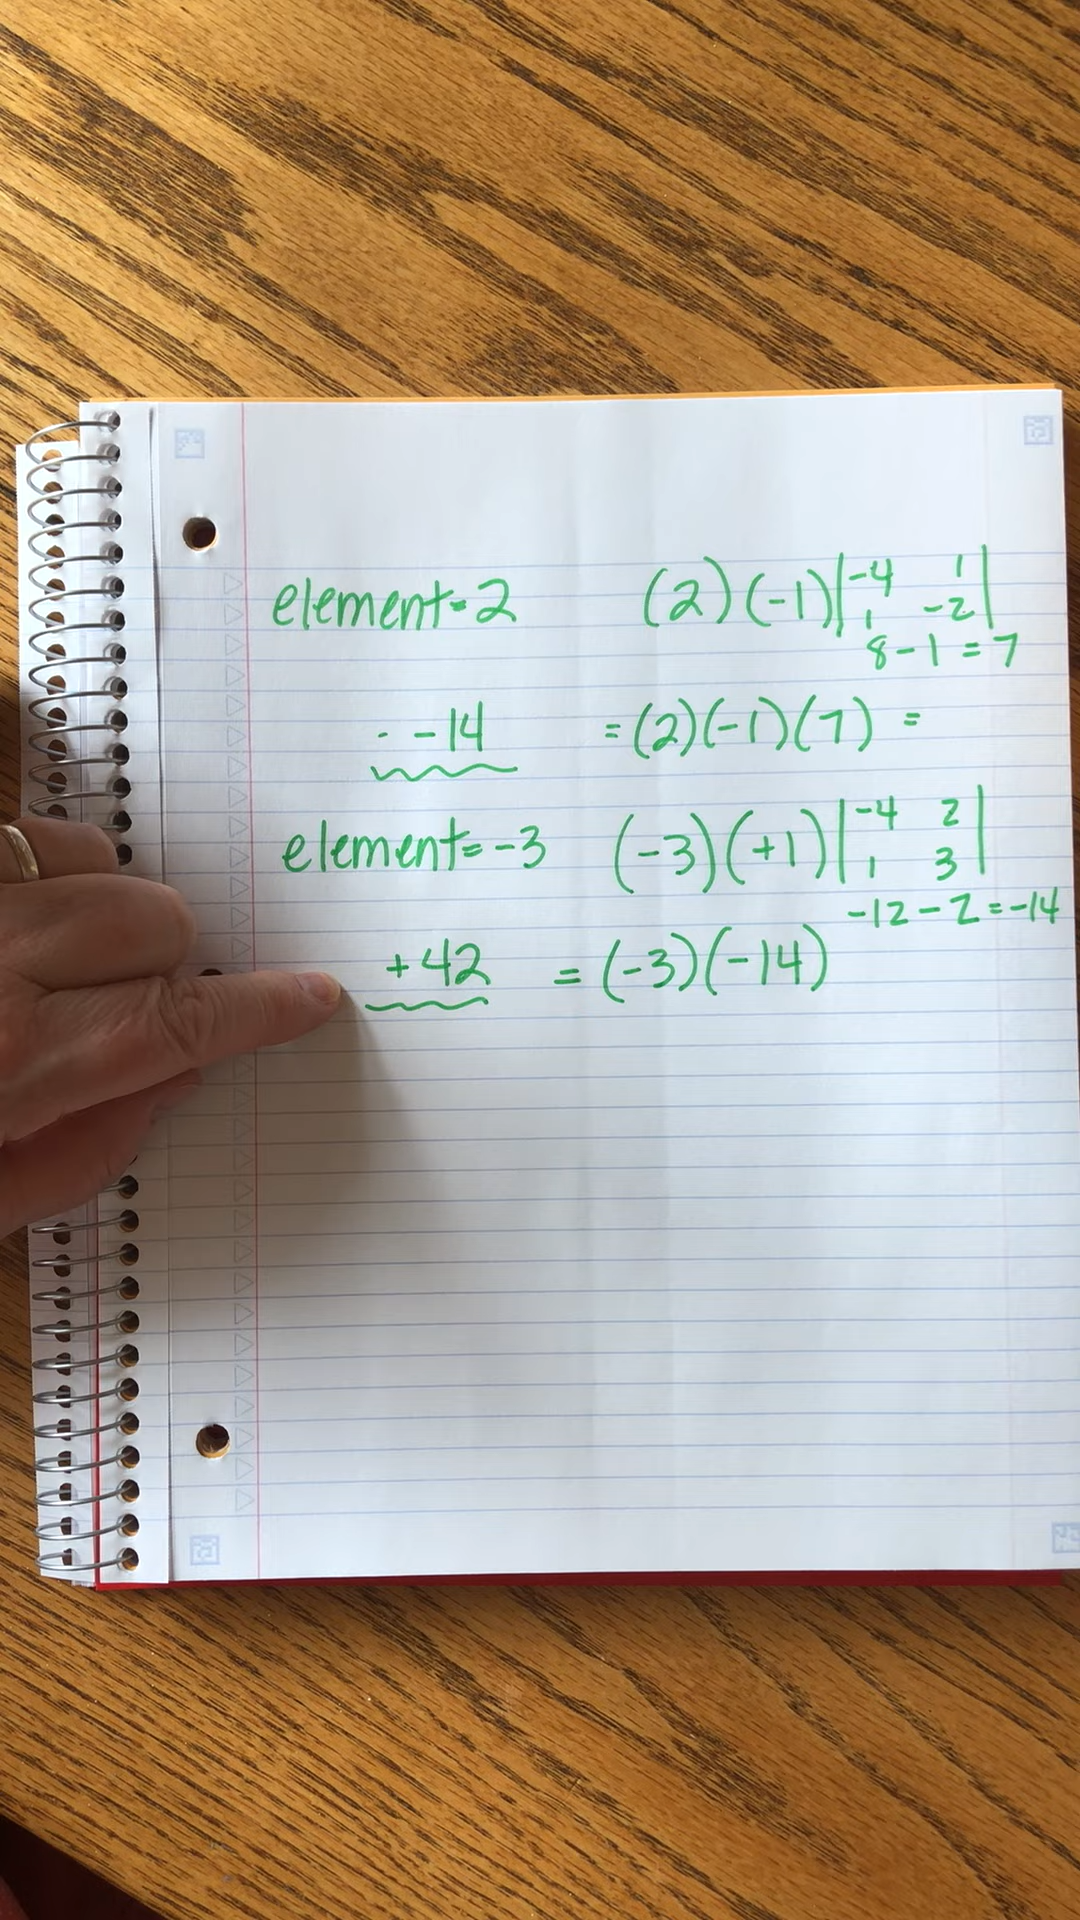 element=2 (2)(-1)|-4 1|
|1 -2|
8-1=7
-14 =(2)(-1)(7) =
element=-3 (-3)(+1)|-4 2|
|1 3|
-12-2=-14
+42 =(-3)(-14)